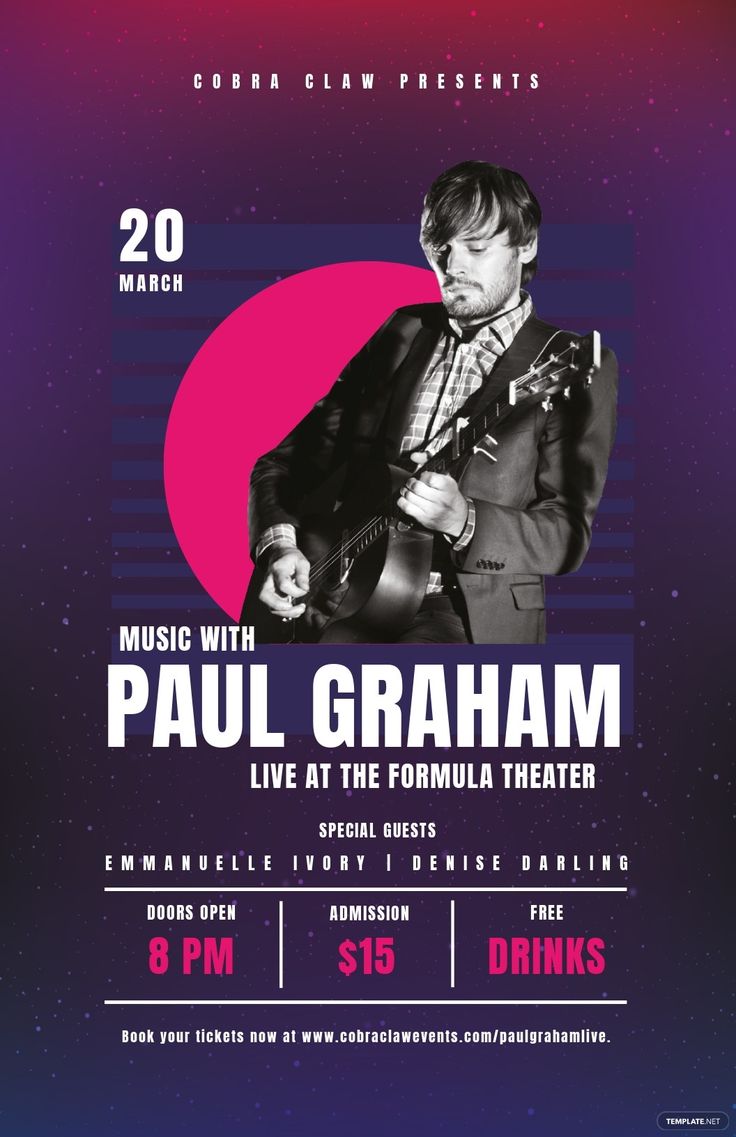 COBRA CLAW PRESENTS
20
MARCH
MUSIC WITH
PAUL GRAHAM
LIVE AT THE FORMULA THEATER
SPECIAL GUESTS
EMMANUELLE IVORY | DENISE DARLING
DOORS OPEN
8 PM
ADMISSION
$15
FREE
DRINKS
Book your tickets now at www.cobraclawevents.com/paulgrahamlive.
TEMPLATE.NET